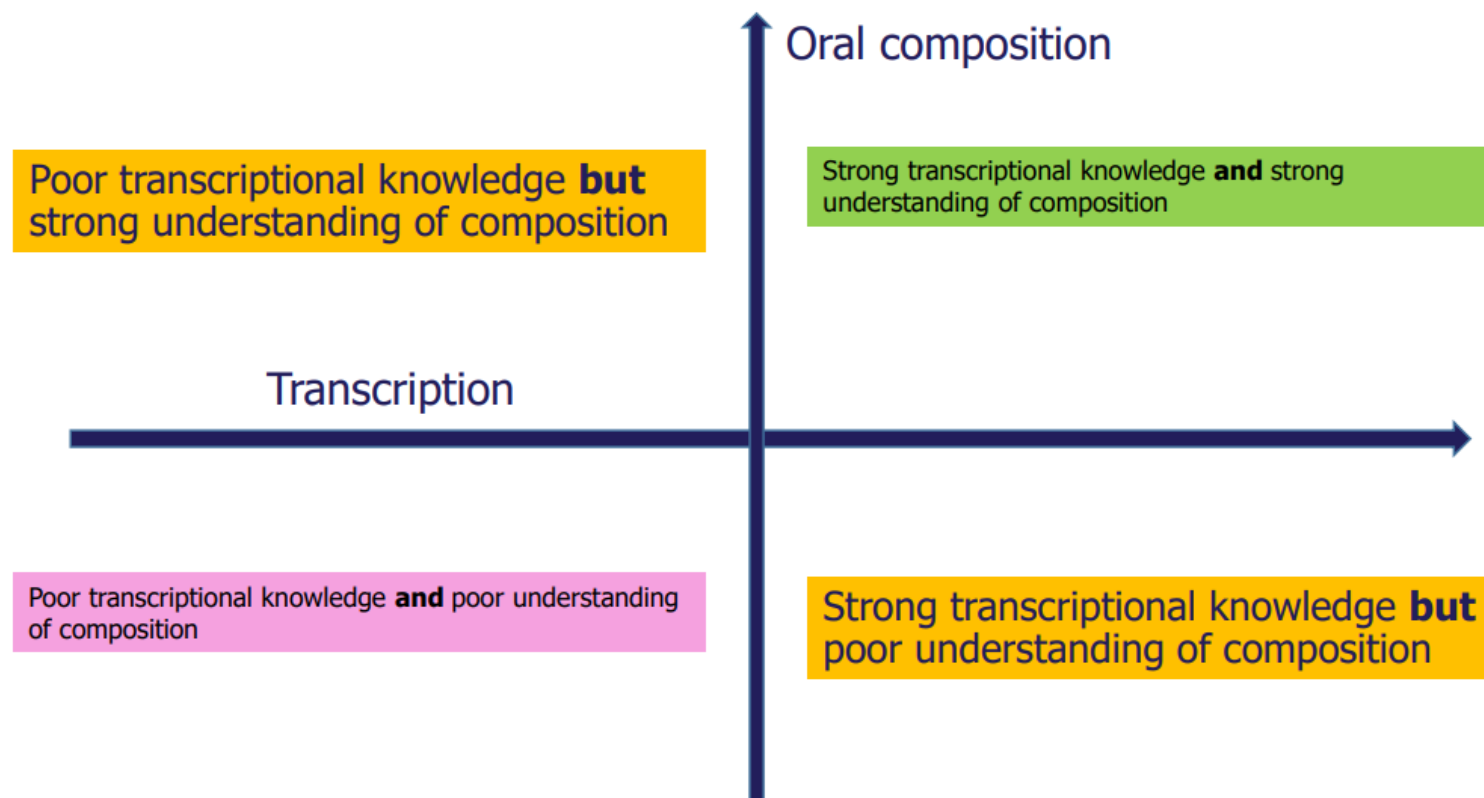 Oral composition
Poor transcriptional knowledge but
strong understanding of composition
Strong transcriptional knowledge and strong
understanding of composition
Transcription
Poor transcriptional knowledge and poor understanding
of composition
Strong transcriptional knowledge but
poor understanding of composition